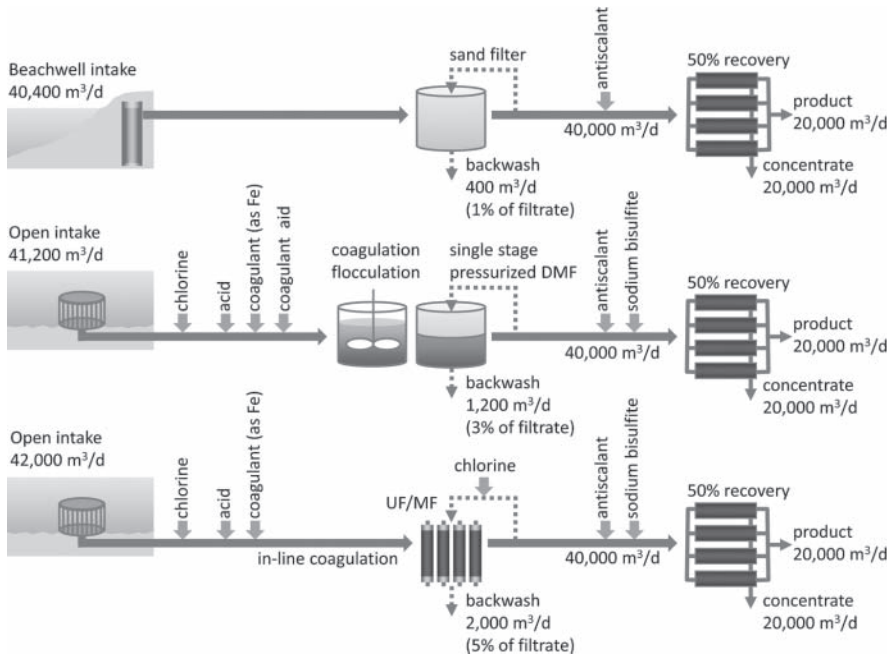 Beachwell intake
40,400 m³/d
sand filter
antiscalant
50% recovery
40,000 m³/d
product
20,000 m³/d
backwash
400 m³/d
(1% of filtrate)
concentrate
20,000 m³/d
Open intake
41,200 m³/d
chlorine
acid
coagulant (as Fe)
coagulant aid
coagulation
flocculation
single stage
pressurized DMF
antiscalant
sodium bisulfite
50% recovery
40,000 m³/d
product
20,000 m³/d
backwash
1,200 m³/d
(3% of filtrate)
concentrate
20,000 m³/d
Open intake
42,000 m³/d
chlorine
acid
coagulant (as Fe)
in-line coagulation
UF/MF
chlorine
antiscalant
sodium bisulfite
50% recovery
40,000 m³/d
product
20,000 m³/d
backwash
2,000 m³/d
(5% of filtrate)
concentrate
20,000 m³/d